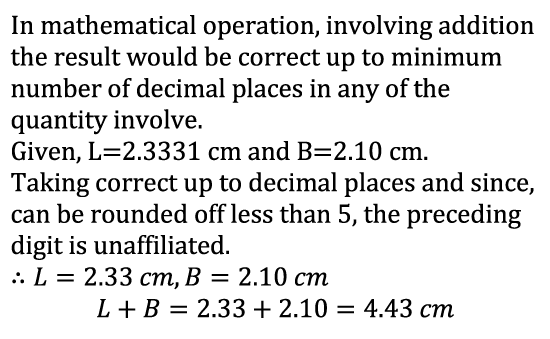 In mathematical operation, involving addition
the result would be correct up to minimum
number of decimal places in any of the
quantity involve.
Given, L=2.3331 cm and B=2.10 cm.
Taking correct up to decimal places and since,
can be rounded off less than 5, the preceding
digit is unaffiliated.
∴ L = 2.33 cm, B = 2.10 cm
L + B = 2.33 + 2.10 = 4.43 cm